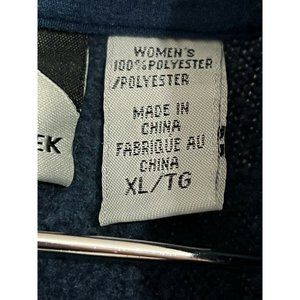 WOMEN'S
100% POLYESTER
/POLYESTER
MADE IN
CHINA
FABRIQUE AU
CHINA
XL/TG
EK